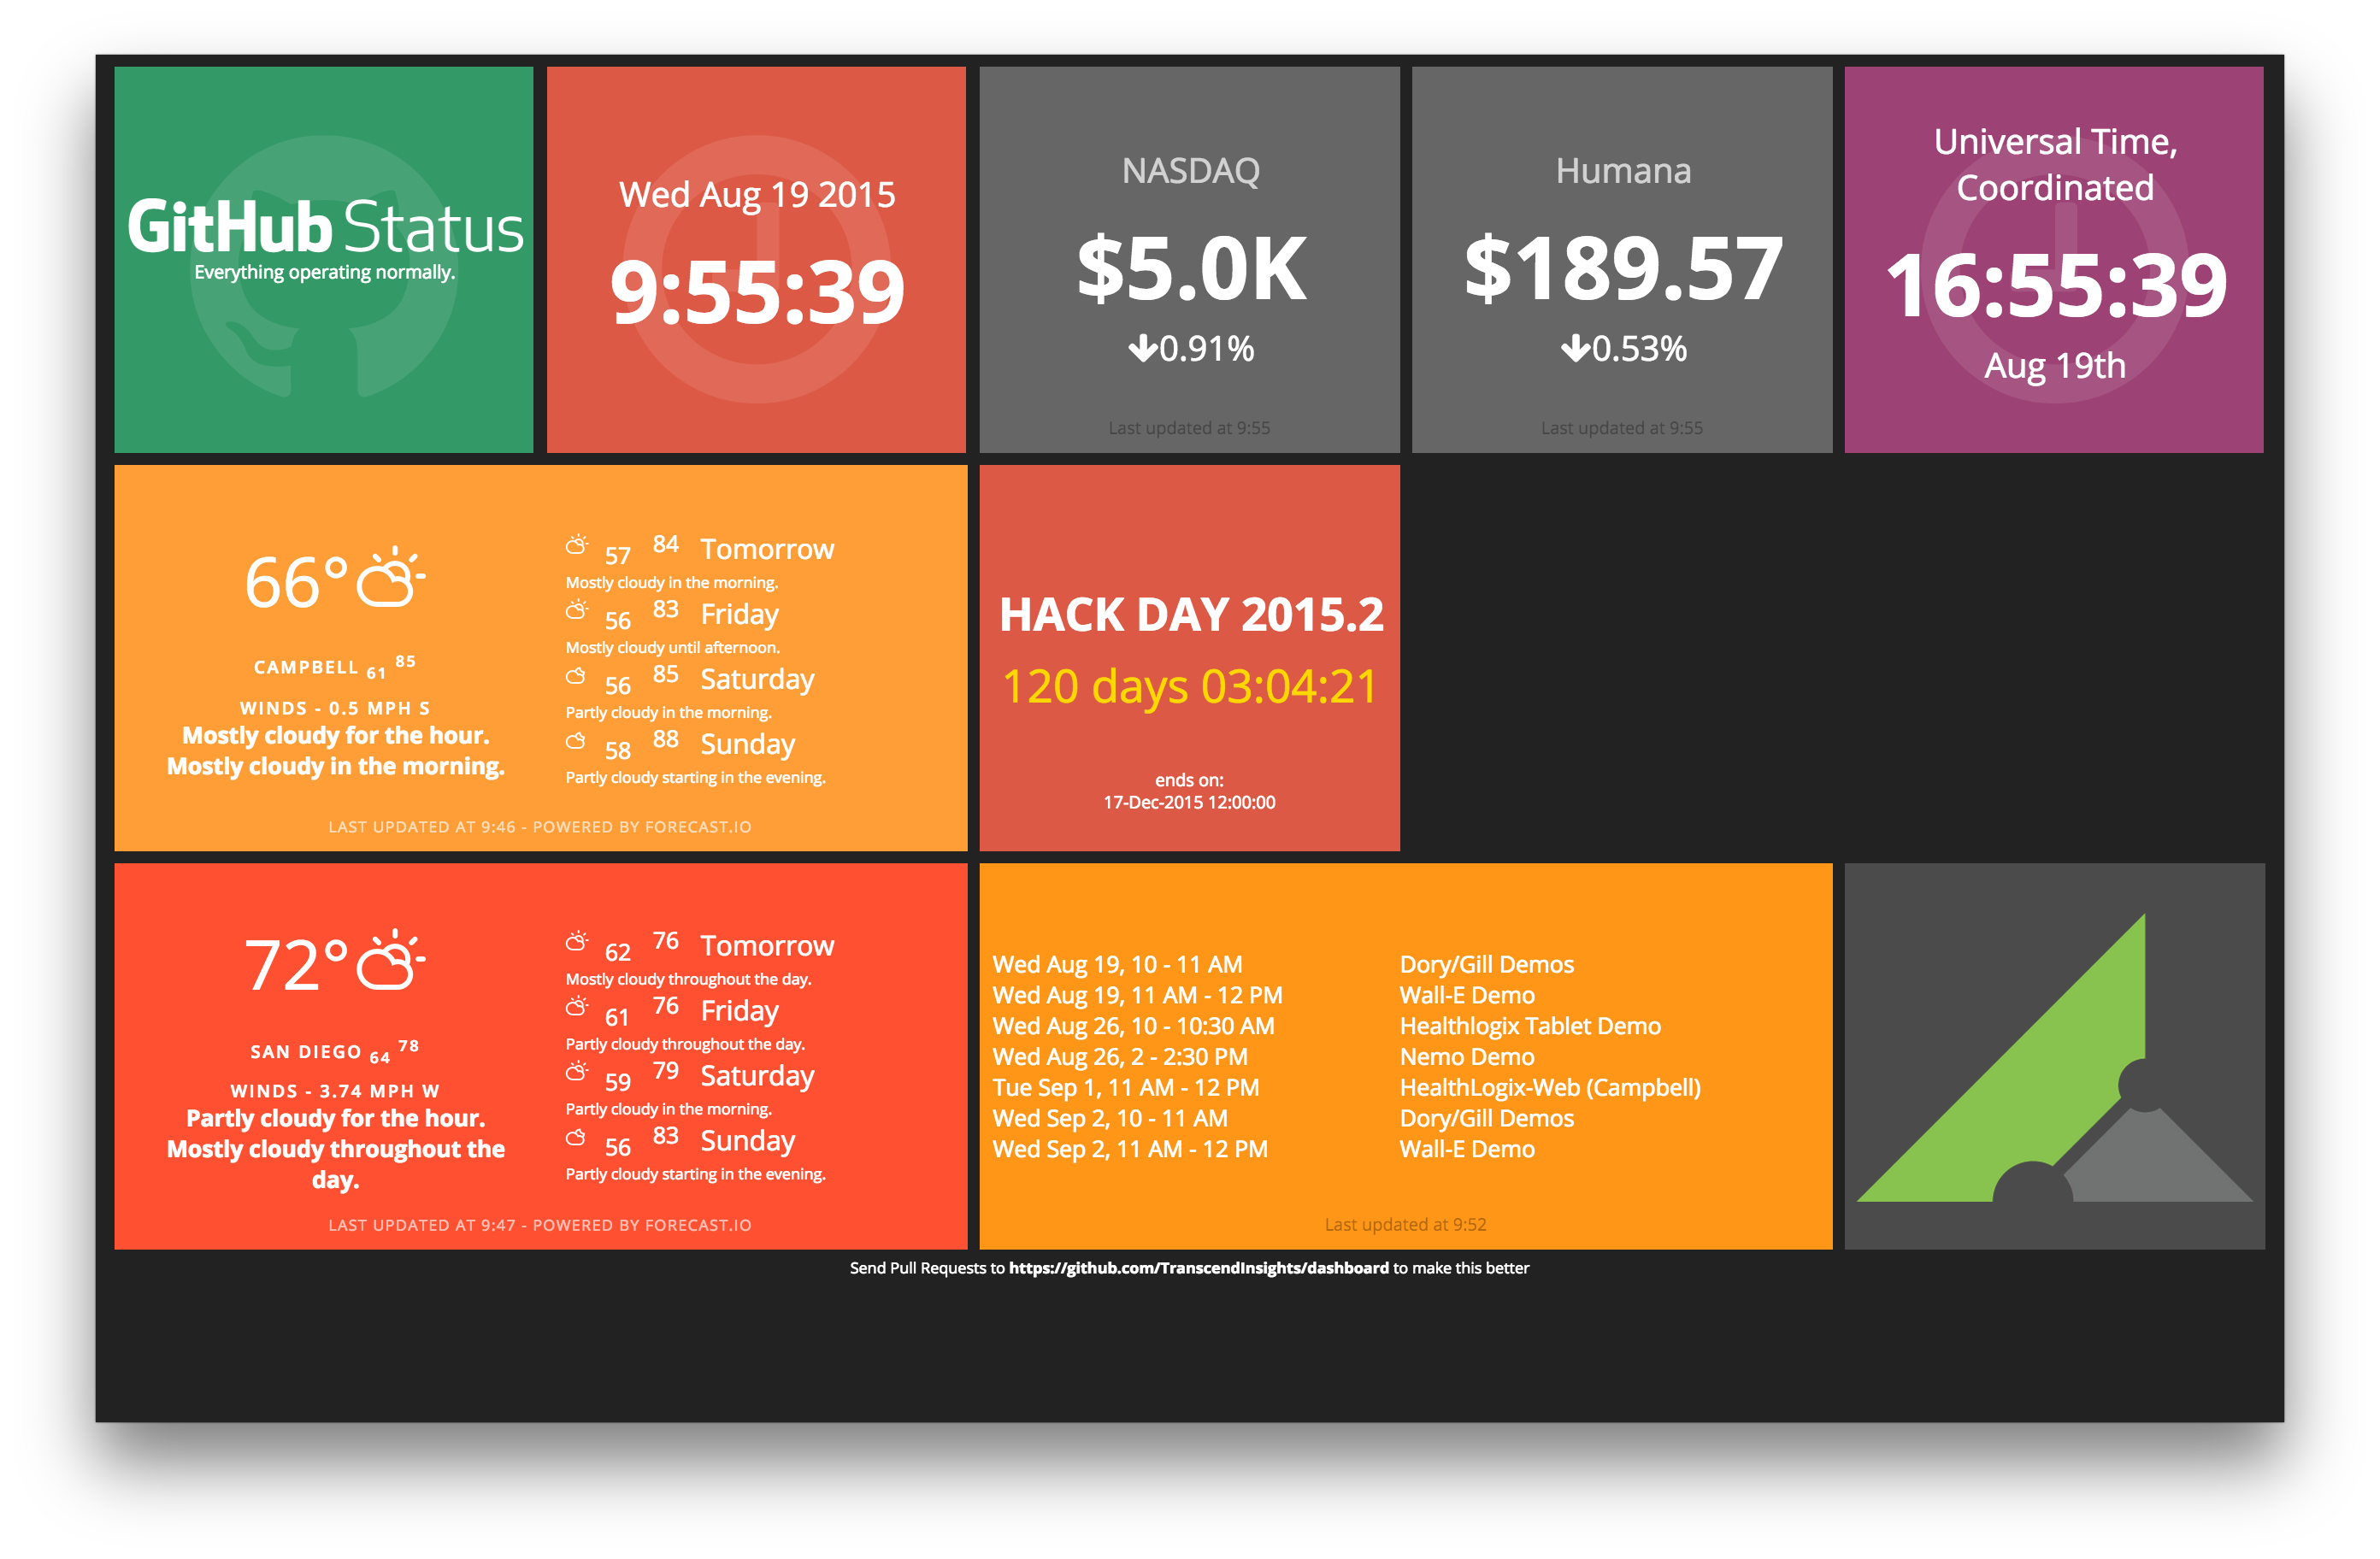 GitHub Status
Everything operating normally.
Wed Aug 19 2015
9:55:39
NASDAQ
$5.0K
0.91%
Last updated at 9:55
Humana
$189.57
0.53%
Last updated at 9:55
Universal Time,
Coordinated
16:55:39
Aug 19th
66°
CAMPBELL 61 85
WINDS - 0.5 MPH S
Mostly cloudy for the hour.
Mostly cloudy in the morning.
57 84 Tomorrow
Mostly cloudy in the morning.
56 83 Friday
Mostly cloudy until afternoon.
56 85 Saturday
Partly cloudy in the morning.
58 88 Sunday
Partly cloudy starting in the evening.
LAST UPDATED AT 9:46 - POWERED BY FORECAST.IO
HACK DAY 2015.2
120 days 03:04:21
ends on:
17-Dec-2015 12:00:00
72°
SAN DIEGO 64 78
WINDS - 3.74 MPH W
Partly cloudy for the hour.
Mostly cloudy throughout the
day.
62 76 Tomorrow
Mostly cloudy throughout the day.
61 76 Friday
Partly cloudy throughout the day.
59 79 Saturday
Partly cloudy in the morning.
56 83 Sunday
Partly cloudy starting in the evening.
LAST UPDATED AT 9:47 - POWERED BY FORECAST.IO
Wed Aug 19, 10 - 11 AM Dory/Gill Demos
Wed Aug 19, 11 AM - 12 PM Wall-E Demo
Wed Aug 26, 10 - 10:30 AM Healthlogix Tablet Demo
Wed Aug 26, 2 - 2:30 PM Nemo Demo
Tue Sep 1, 11 AM - 12 PM HealthLogix-Web (Campbell)
Wed Sep 2, 10 - 11 AM Dory/Gill Demos
Wed Sep 2, 11 AM - 12 PM Wall-E Demo
Last updated at 9:52
Send Pull Requests to https://github.com/TranscendInsights/dashboard to make this better